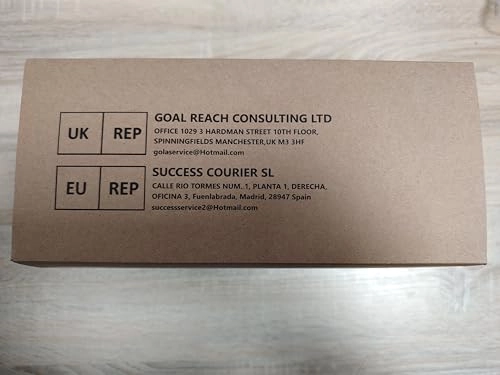 UK REP
GOAL REACH CONSULTING LTD
OFFICE 1029 3 HARDMAN STREET 10TH FLOOR,
SPINNINGFIELDS MANCHESTER,UK M3 3HF
golaservice@Hotmail.com
EU REP
SUCCESS COURIER SL
CALLE RIO TORMES NUM. 1, PLANTA 1, DERECHA,
OFICINA 3, Fuenlabrada, Madrid, 28947 Spain
successservice2@Hotmail.com